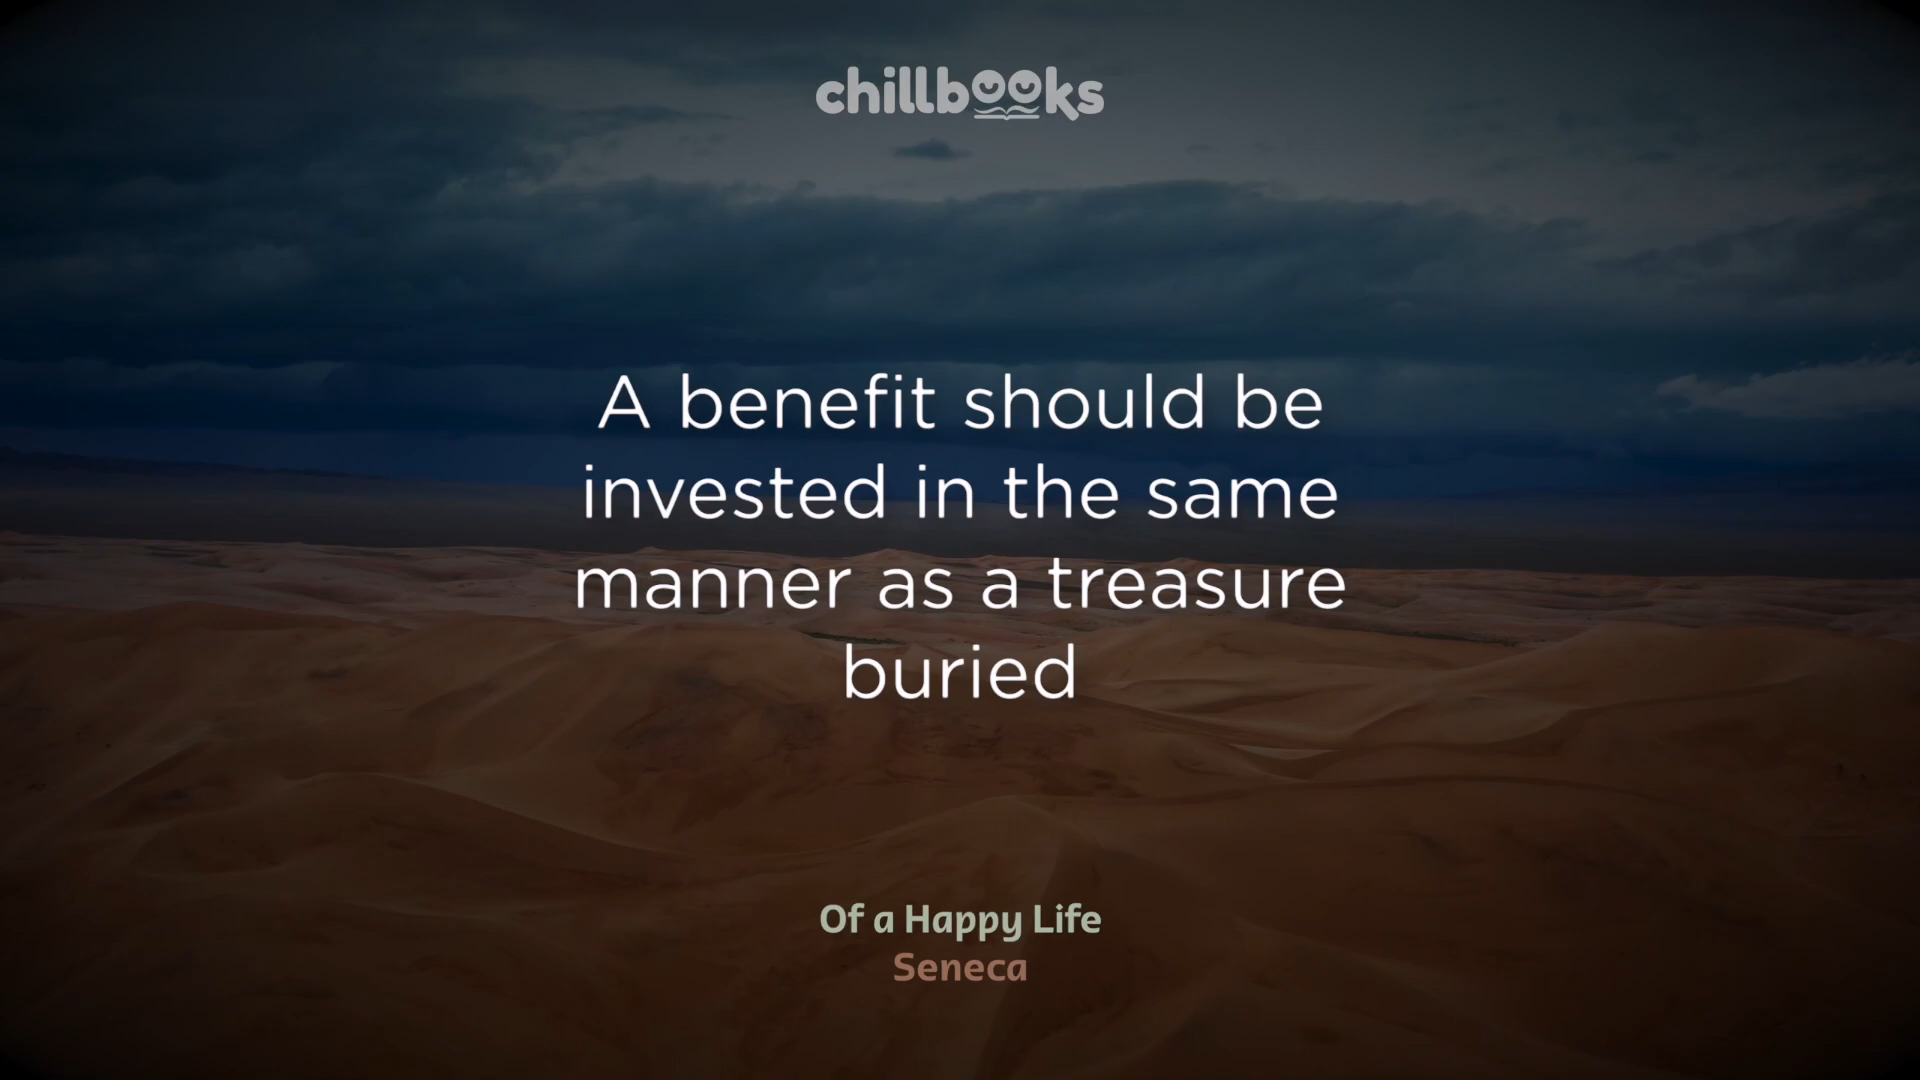 chillbooks
A benefit should be
invested in the same
manner as a treasure
buried
Of a Happy Life
Seneca